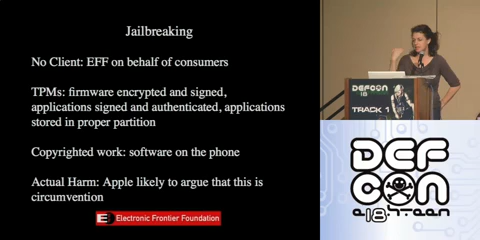 Jailbreaking
No Client: EFF on behalf of consumers
TPMs: firmware encrypted and signed,
applications signed and authenticated, applications
stored in proper partition
Copyrighted work: software on the phone
Actual Harm: Apple likely to argue that this is
circumvention
Electronic Frontier Foundation
DEFCON
18
TRACK 1
DEF
CON